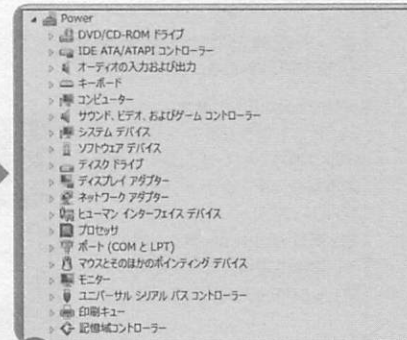 Power
DVD/CD-ROM ドライブ
IDE ATA/ATAPI コントローラー
オーディオの入力および出力
キーボード
コンピューター
サウンド、ビデオ、およびゲーム コントローラー
システム デバイス
ソフトウェア デバイス
ディスク ドライブ
ディスプレイ アダプター
ネットワーク アダプター
ヒューマン インターフェイス デバイス
プロセッサ
ポート (COM と LPT)
マウスとそのほかのポインティング デバイス
モニター
ユニバーサル シリアル バス コントローラー
印刷キュー
記憶域コントローラー